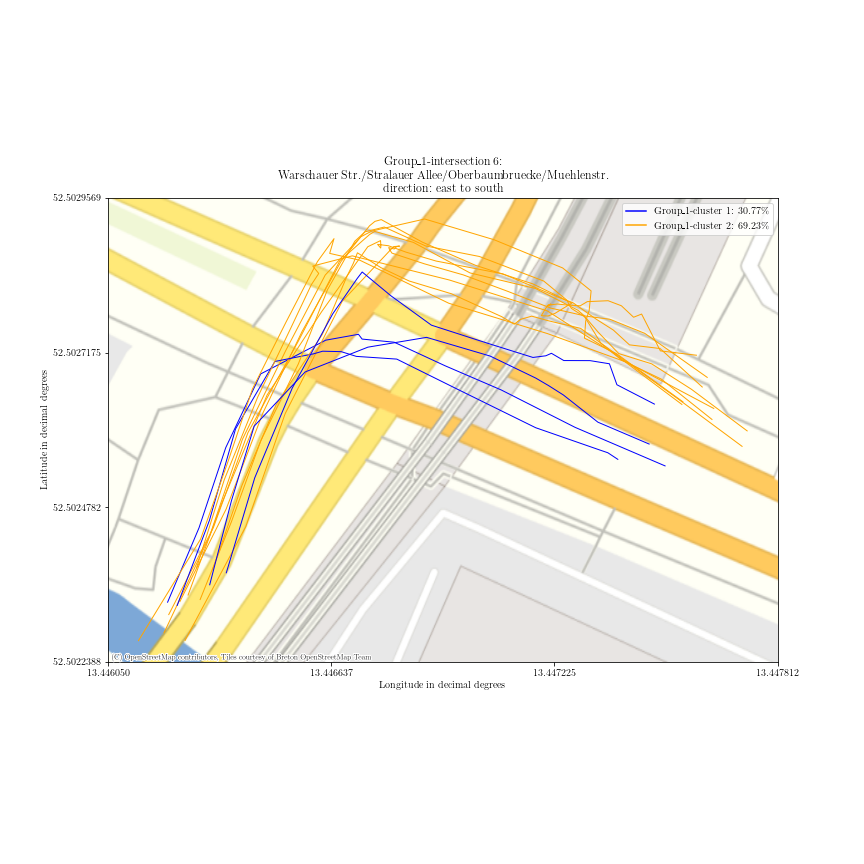 Group_1-intersection 6:
Warschauer Str./Stralauer Allee/Oberbaumbruecke/Muehlenstr.
direction: east to south
52.5029569
52.5027175
52.5024782
52.5022388
Latitude in decimal degrees
Group_1-cluster 1: 30.77%
Group_1-cluster 2: 69.23%
(C) OpenStreetMap contributors, Tiles courtesy of Breton OpenStreetMap Team
13.446050
13.446637
13.447225
13.447812
Longitude in decimal degrees